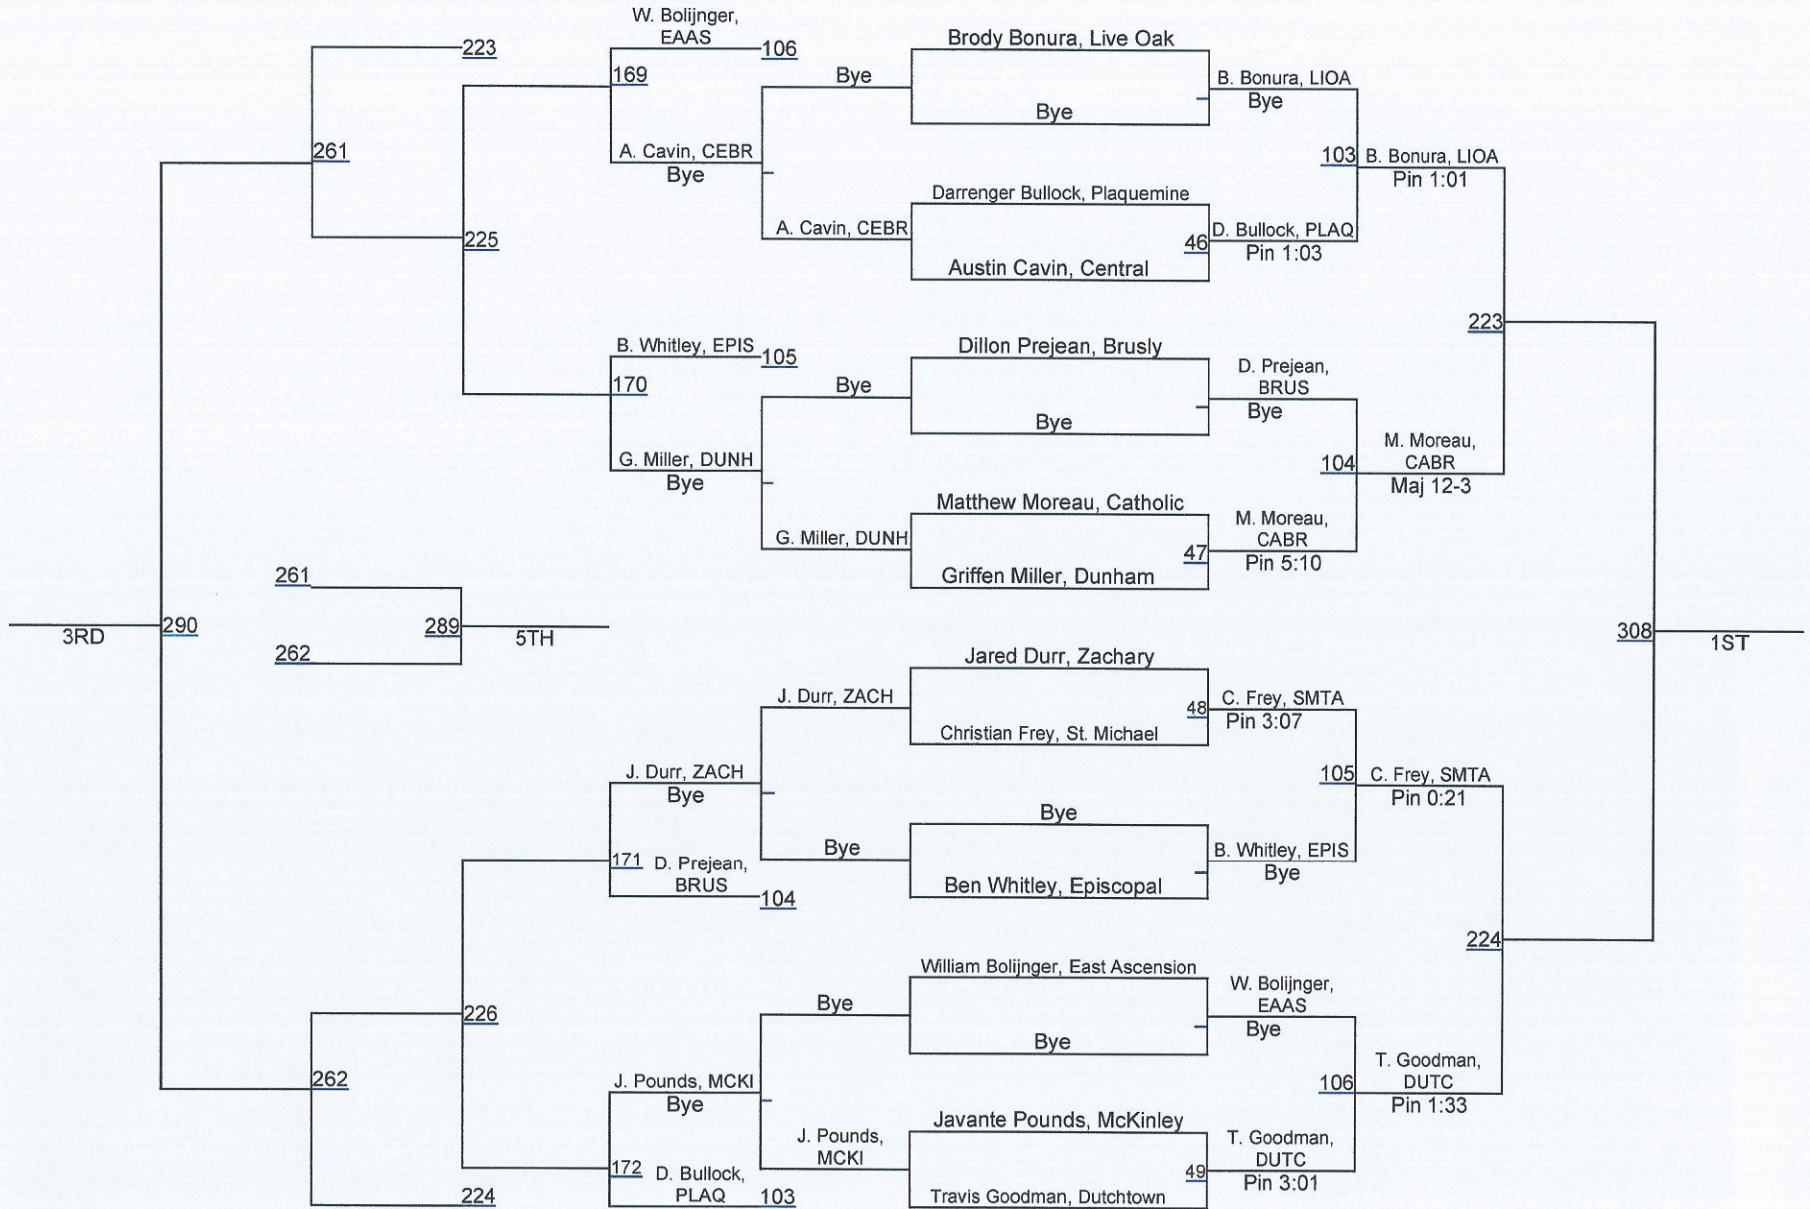 W. Bolijnger,
EAAS
106
223
169
Bye
Brody Bonura, Live Oak
B. Bonura, LIOA
Bye
Bye
261
A. Cavin, CEBR
Bye
103
B. Bonura, LIOA
Pin 1:01
Darrenger Bullock, Plaquemine
A. Cavin, CEBR
46
D. Bullock, PLAQ
Pin 1:03
225
Austin Cavin, Central
223
B. Whitley, EPIS
105
170
Bye
Dillon Prejean, Brusly
D. Prejean,
BRUS
Bye
Bye
G. Miller, DUNH
Bye
104
M. Moreau,
CABR
Maj 12-3
Matthew Moreau, Catholic
G. Miller, DUNH
47
M. Moreau,
CABR
Pin 5:10
Griffen Miller, Dunham
261
3RD
290
289
5TH
262
308
1ST
Jared Durr, Zachary
J. Durr, ZACH
48
C. Frey, SMTA
Pin 3:07
Christian Frey, St. Michael
J. Durr, ZACH
Bye
105
C. Frey, SMTA
Pin 0:21
Bye
171
D. Prejean,
BRUS
104
Bye
B. Whitley, EPIS
Bye
Ben Whitley, Episcopal
224
William Bolijnger, East Ascension
226
Bye
W. Bolijnger,
EAAS
Bye
Bye
262
J. Pounds, MCKI
Bye
106
T. Goodman,
DUTC
Pin 1:33
Javante Pounds, McKinley
J. Pounds,
MCKI
49
T. Goodman,
DUTC
Pin 3:01
172
D. Bullock,
PLAQ
103
224
Travis Goodman, Dutchtown